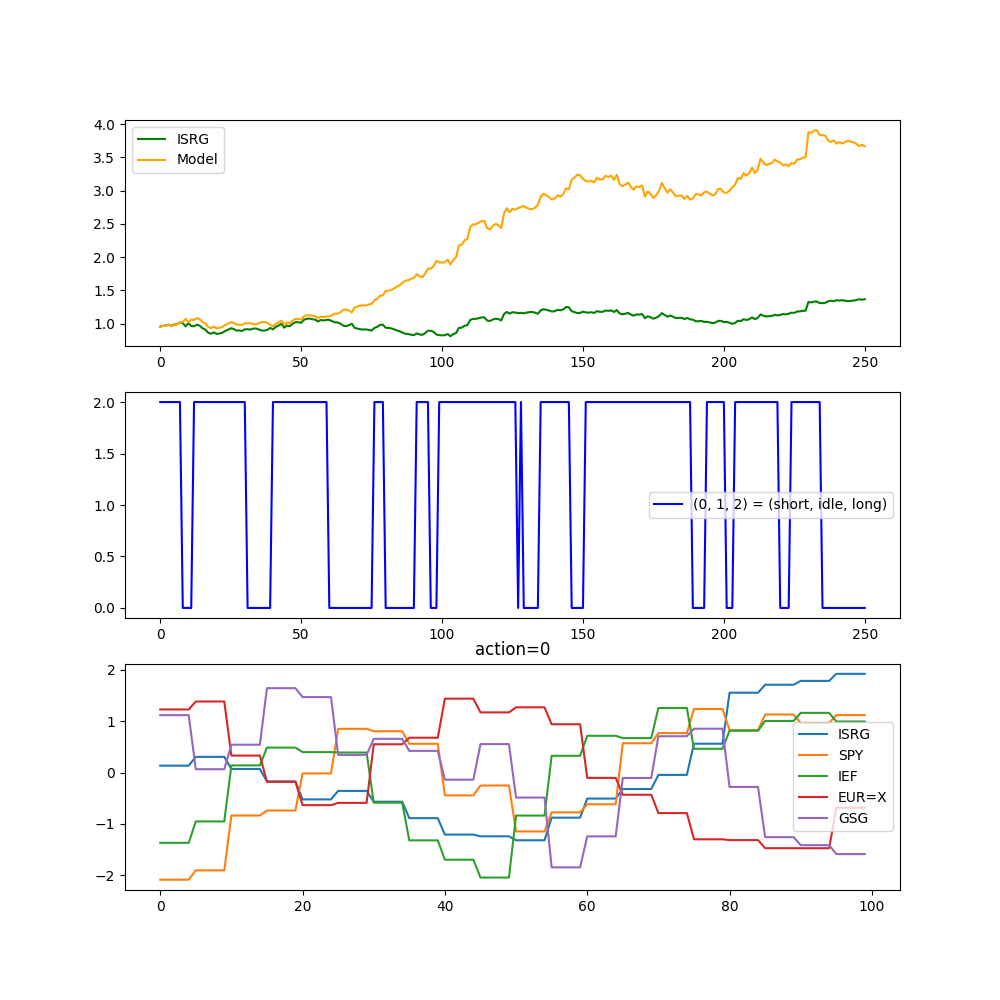 4.0
3.5
3.0
2.5
2.0
1.5
1.0
ISRG
Model
0 50 100 150 200 250
2.0
1.5
1.0
0.5
0.0
(0, 1, 2) = (short, idle, long)
0 50 100 150 200 250
action=0
2
1
0
−1
−2
ISRG
SPY
IEF
EUR=X
GSG
0 20 40 60 80 100